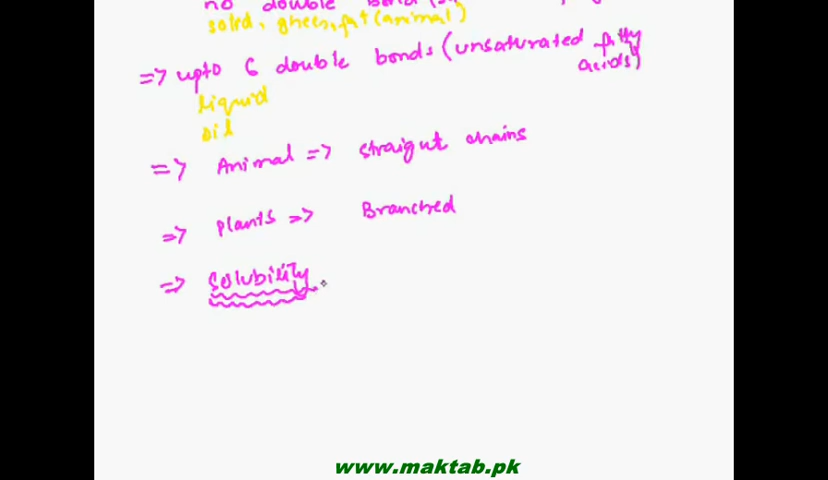 no double bond
solid, ghee, fat (animal)
=> upto 6 double bonds (unsaturated fatty
acids)
liquid
oil
=> Animal => straigut chains
=> plants => Branched
=> solubility
www.maktab.pk